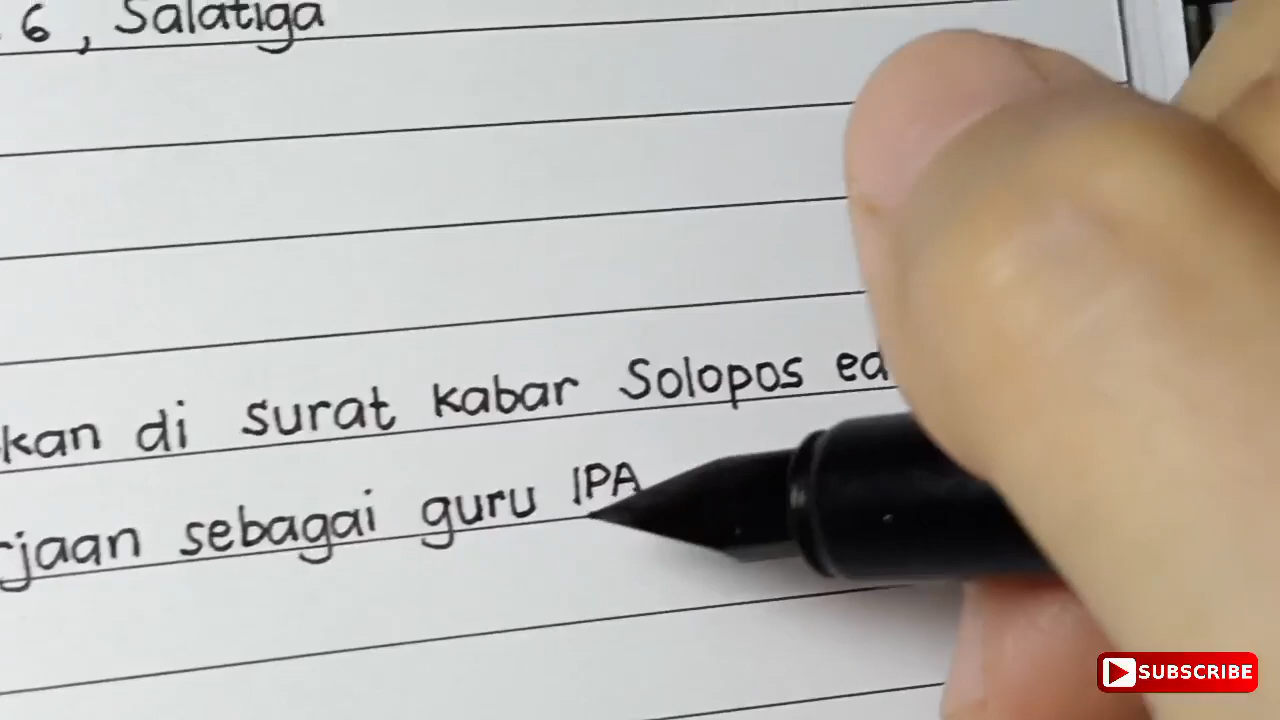 6, Salatiga
kan di surat kabar Solopos ed
rjaan sebagai guru IPA
SUBSCRIBE